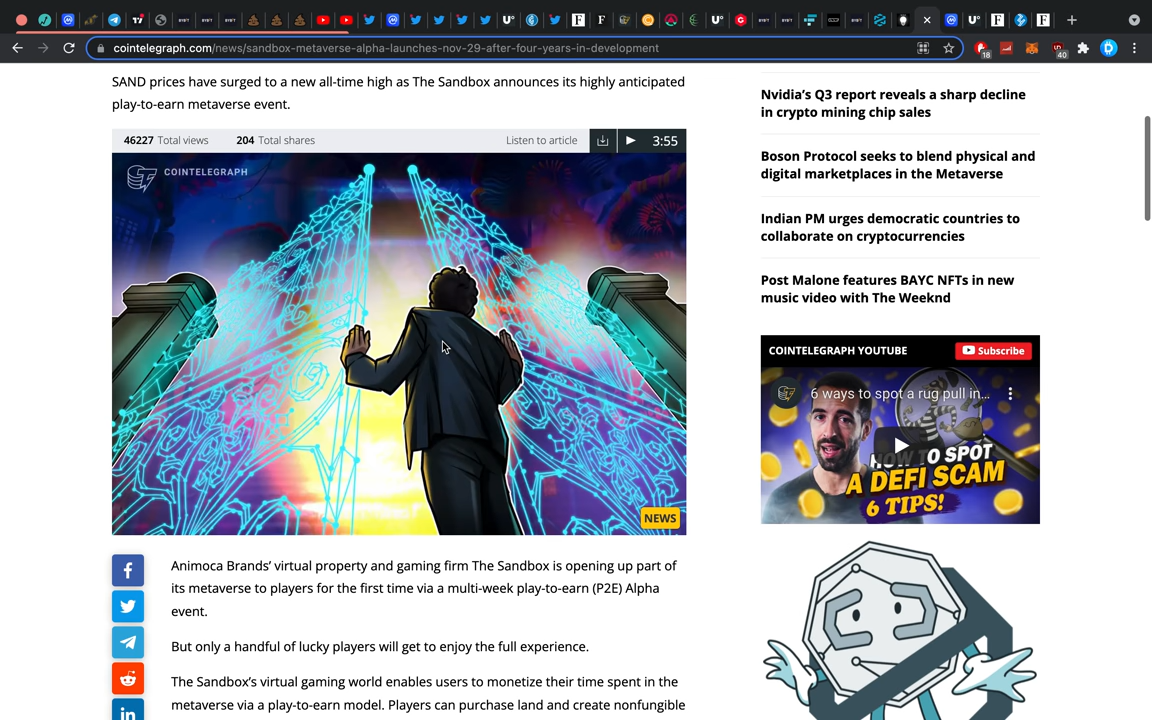 cointelegraph.com/news/sandbox-metaverse-alpha-launches-nov-29-after-four-years-in-development
18
40
SAND prices have surged to a new all-time high as The Sandbox announces its highly anticipated
play-to-earn metaverse event.
46227 Total views 204 Total shares Listen to article 3:55
COINTELEGRAPH
NEWS
Animoca Brands’ virtual property and gaming firm The Sandbox is opening up part of
its metaverse to players for the first time via a multi-week play-to-earn (P2E) Alpha
event.
But only a handful of lucky players will get to enjoy the full experience.
The Sandbox’s virtual gaming world enables users to monetize their time spent in the
metaverse via a play-to-earn model. Players can purchase land and create nonfungible
Nvidia’s Q3 report reveals a sharp decline
in crypto mining chip sales
Boson Protocol seeks to blend physical and
digital marketplaces in the Metaverse
Indian PM urges democratic countries to
collaborate on cryptocurrencies
Post Malone features BAYC NFTs in new
music video with The Weeknd
COINTELEGRAPH YOUTUBE
Subscribe
6 ways to spot a rug pull in...
HOW TO SPOT
A DEFI SCAM
6 TIPS!